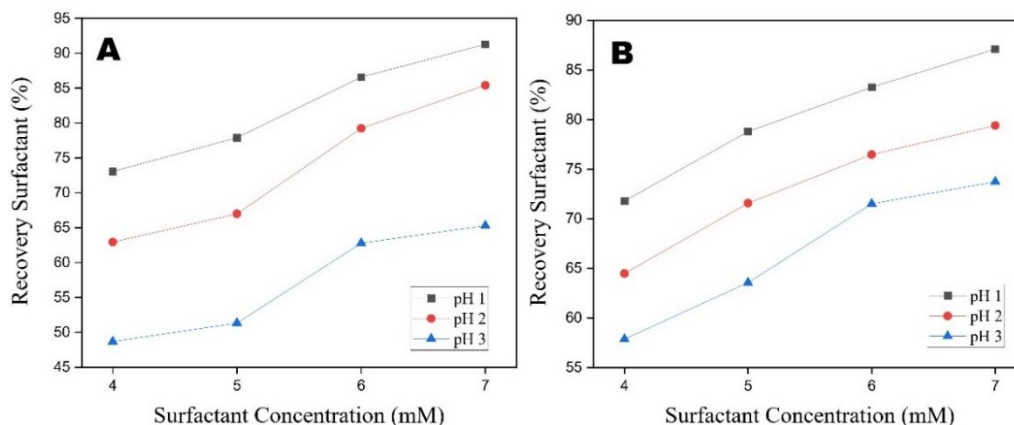 A
Recovery Surfactant (%)
95
90
85
80
75
70
65
60
55
50
45
pH 1
pH 2
pH 3
4 5 6 7
Surfactant Concentration (mM)
B
Recovery Surfactant (%)
90
85
80
75
70
65
60
55
pH 1
pH 2
pH 3
4 5 6 7
Surfactant Concentration (mM)